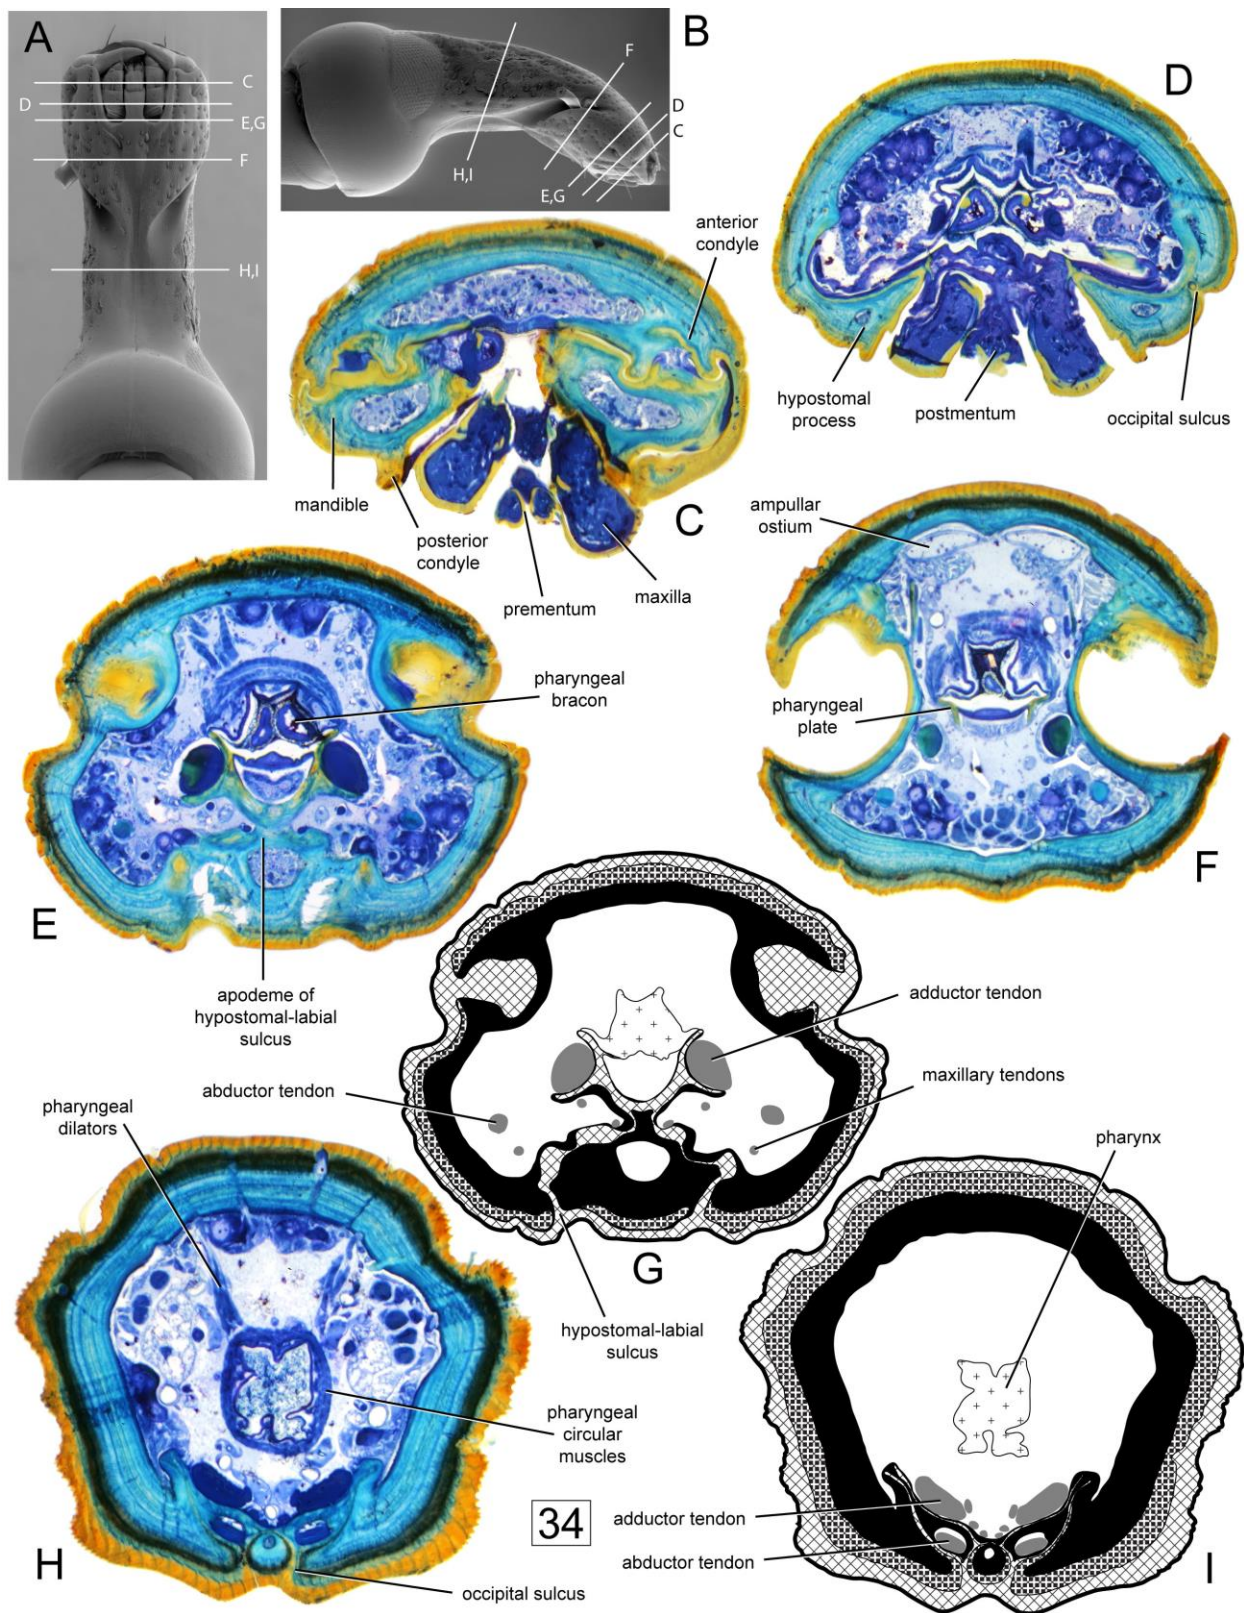 A
C
D
E,G
F
H,I
B
F
D
C
E,G
H,I
D
anterior
condyle
hypostomal
process
postmentum
occipital sulcus
mandible
posterior
condyle
prementum
maxilla
C
ampullar
ostium
pharyngeal
bracon
pharyngeal
plate
E
F
apodeme of
hypostomal-labial
sulcus
adductor tendon
abductor tendon
maxillary tendons
pharyngeal
dilators
pharynx
G
hypostomal-labial
sulcus
pharyngeal
circular
muscles
34
adductor tendon
abductor tendon
H
occipital sulcus
I